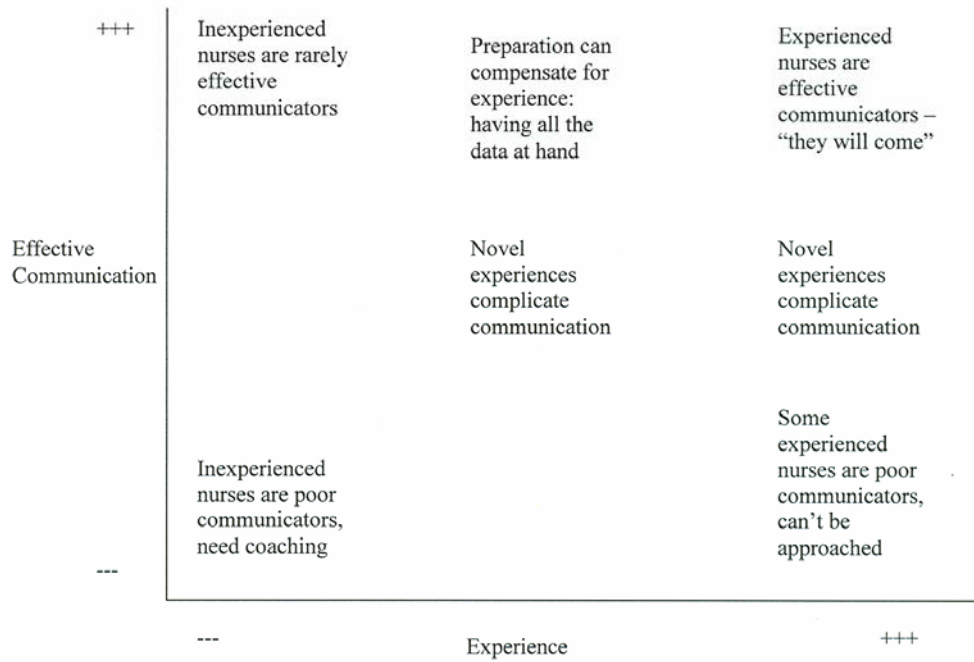 +++
Inexperienced
nurses are rarely
effective
communicators
Preparation can
compensate for
experience:
having all the
data at hand
Experienced
nurses are
effective
communicators –
“they will come”
Effective
Communication
Novel
experiences
complicate
communication
Novel
experiences
complicate
communication
Inexperienced
nurses are poor
communicators,
need coaching
Some
experienced
nurses are poor
communicators,
can’t be
approached
---
---
Experience
+++